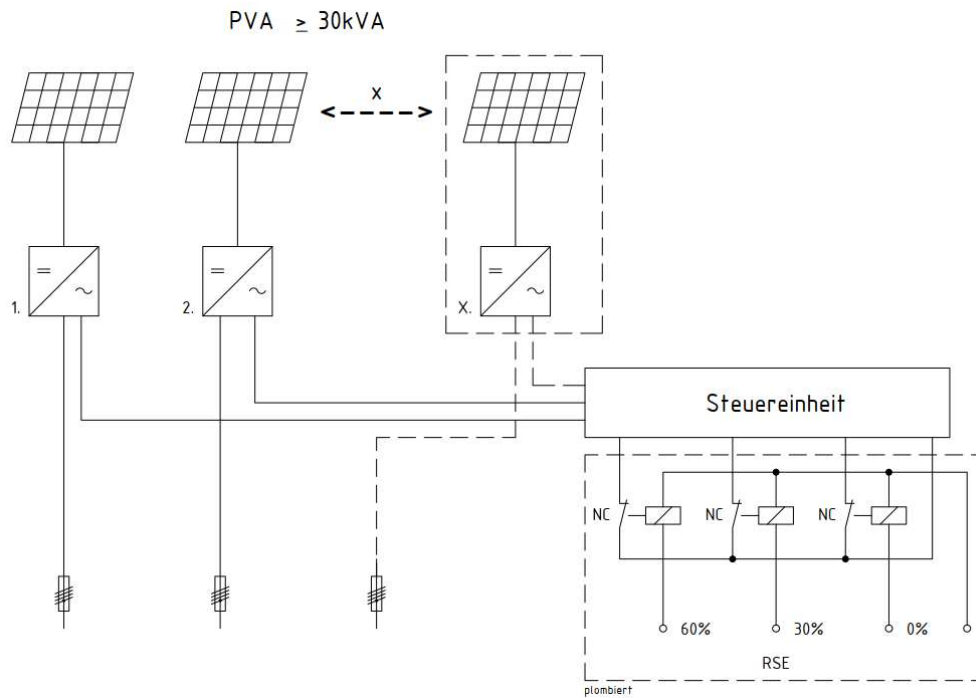 PVA ≥ 30kVA
x
1.
2.
X.
Steuereinheit
NC
NC
NC
60%
30%
0%
RSE
plombiert